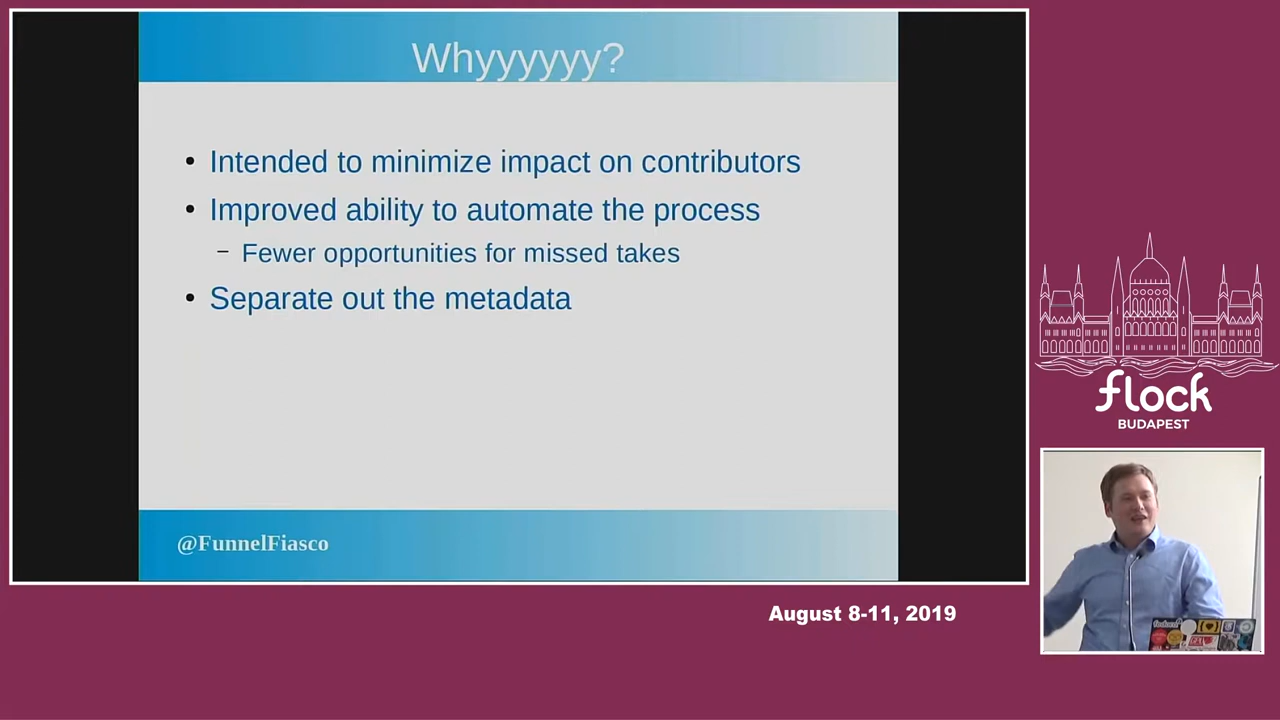 Whyyyyyy?
Intended to minimize impact on contributors
Improved ability to automate the process
Fewer opportunities for missed takes
Separate out the metadata
@FunnelFiasco
flock
BUDAPEST
August 8-11, 2019